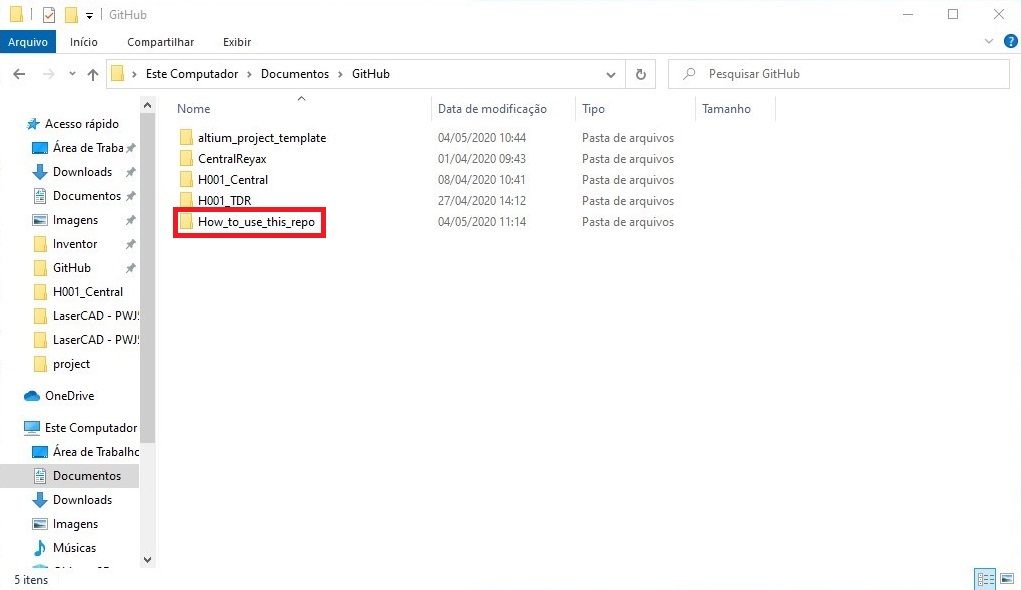 GitHub
Arquivo Início Compartilhar Exibir
Este Computador Documentos GitHub Pesquisar GitHub
Nome Data de modificação Tipo Tamanho
altium_project_template 04/05/2020 10:44 Pasta de arquivos
CentralReyax 01/04/2020 09:43 Pasta de arquivos
H001_Central 08/04/2020 10:41 Pasta de arquivos
H001_TDR 27/04/2020 14:12 Pasta de arquivos
How_to_use_this_repo 04/05/2020 11:14 Pasta de arquivos
Acesso rápido
Área de Traba
Downloads
Documentos
Imagens
Inventor
GitHub
H001_Central
LaserCAD - PWJ
LaserCAD - PWJ
project
OneDrive
Este Computador
Área de Trabalho
Documentos
Downloads
Imagens
Músicas
5 itens